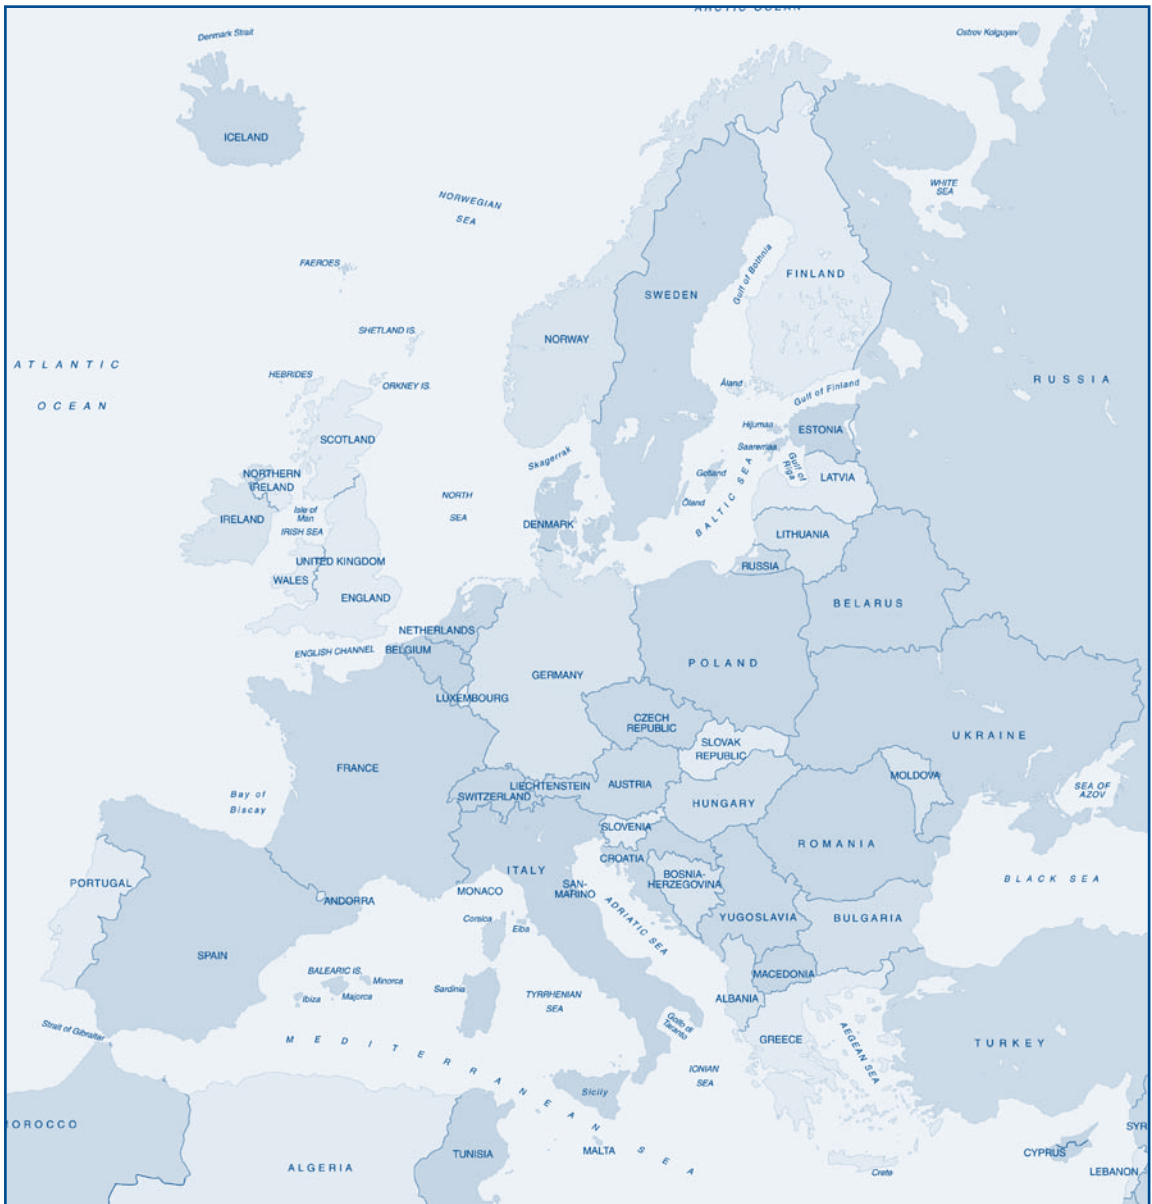 ARCTIC OCEAN
Denmark Strait
Ostrov Kolguyav
ICELAND
WHITE
SEA
NORWEGIAN
SEA
FAEROES
Gulf of Bothnia
FINLAND
SWEDEN
SHETLAND IS.
NORWAY
ATLANTIC
OCEAN
HEBRIDES
ORKNEY IS.
Åland
Gulf of Finland
RUSSIA
SCOTLAND
Hijumaa
ESTONIA
Saaremaa
Skagerrak
NORTHERN
IRELAND
Gotland
Gulf of
Riga
LATVIA
NORTH
SEA
Öland
BALTIC SEA
Isle of
Man
IRELAND
IRISH SEA
DENMARK
LITHUANIA
UNITED KINGDOM
RUSSIA
WALES
ENGLAND
BELARUS
NETHERLANDS
ENGLISH CHANNEL
BELGIUM
POLAND
GERMANY
LUXEMBOURG
CZECH
REPUBLIC
SLOVAK
REPUBLIC
UKRAINE
FRANCE
MOLDOVA
LIECHTENSTEIN
AUSTRIA
SEA OF
AZOV
SWITZERLAND
Bay of
Biscay
HUNGARY
SLOVENIA
ROMANIA
CROATIA
ITALY
BOSNIA-
HERZEGOVINA
BLACK SEA
PORTUGAL
MONACO
SAN-
MARINO
ANDORRA
Corsica
Elba
ADRIATIC SEA
YUGOSLAVIA
BULGARIA
SPAIN
BALEARIC IS.
Minorca
Majorca
Ibiza
Sardinia
TYRRHENIAN
SEA
MACEDONIA
ALBANIA
Strait of Gibraltar
Golfo di
Taranto
GREECE
AEGEAN SEA
TURKEY
MEDITERRANEAN SEA
IONIAN
SEA
Sicily
OROCCO
MALTA
TUNISIA
ALGERIA
Crete
CYPRUS
SYR
LEBANON